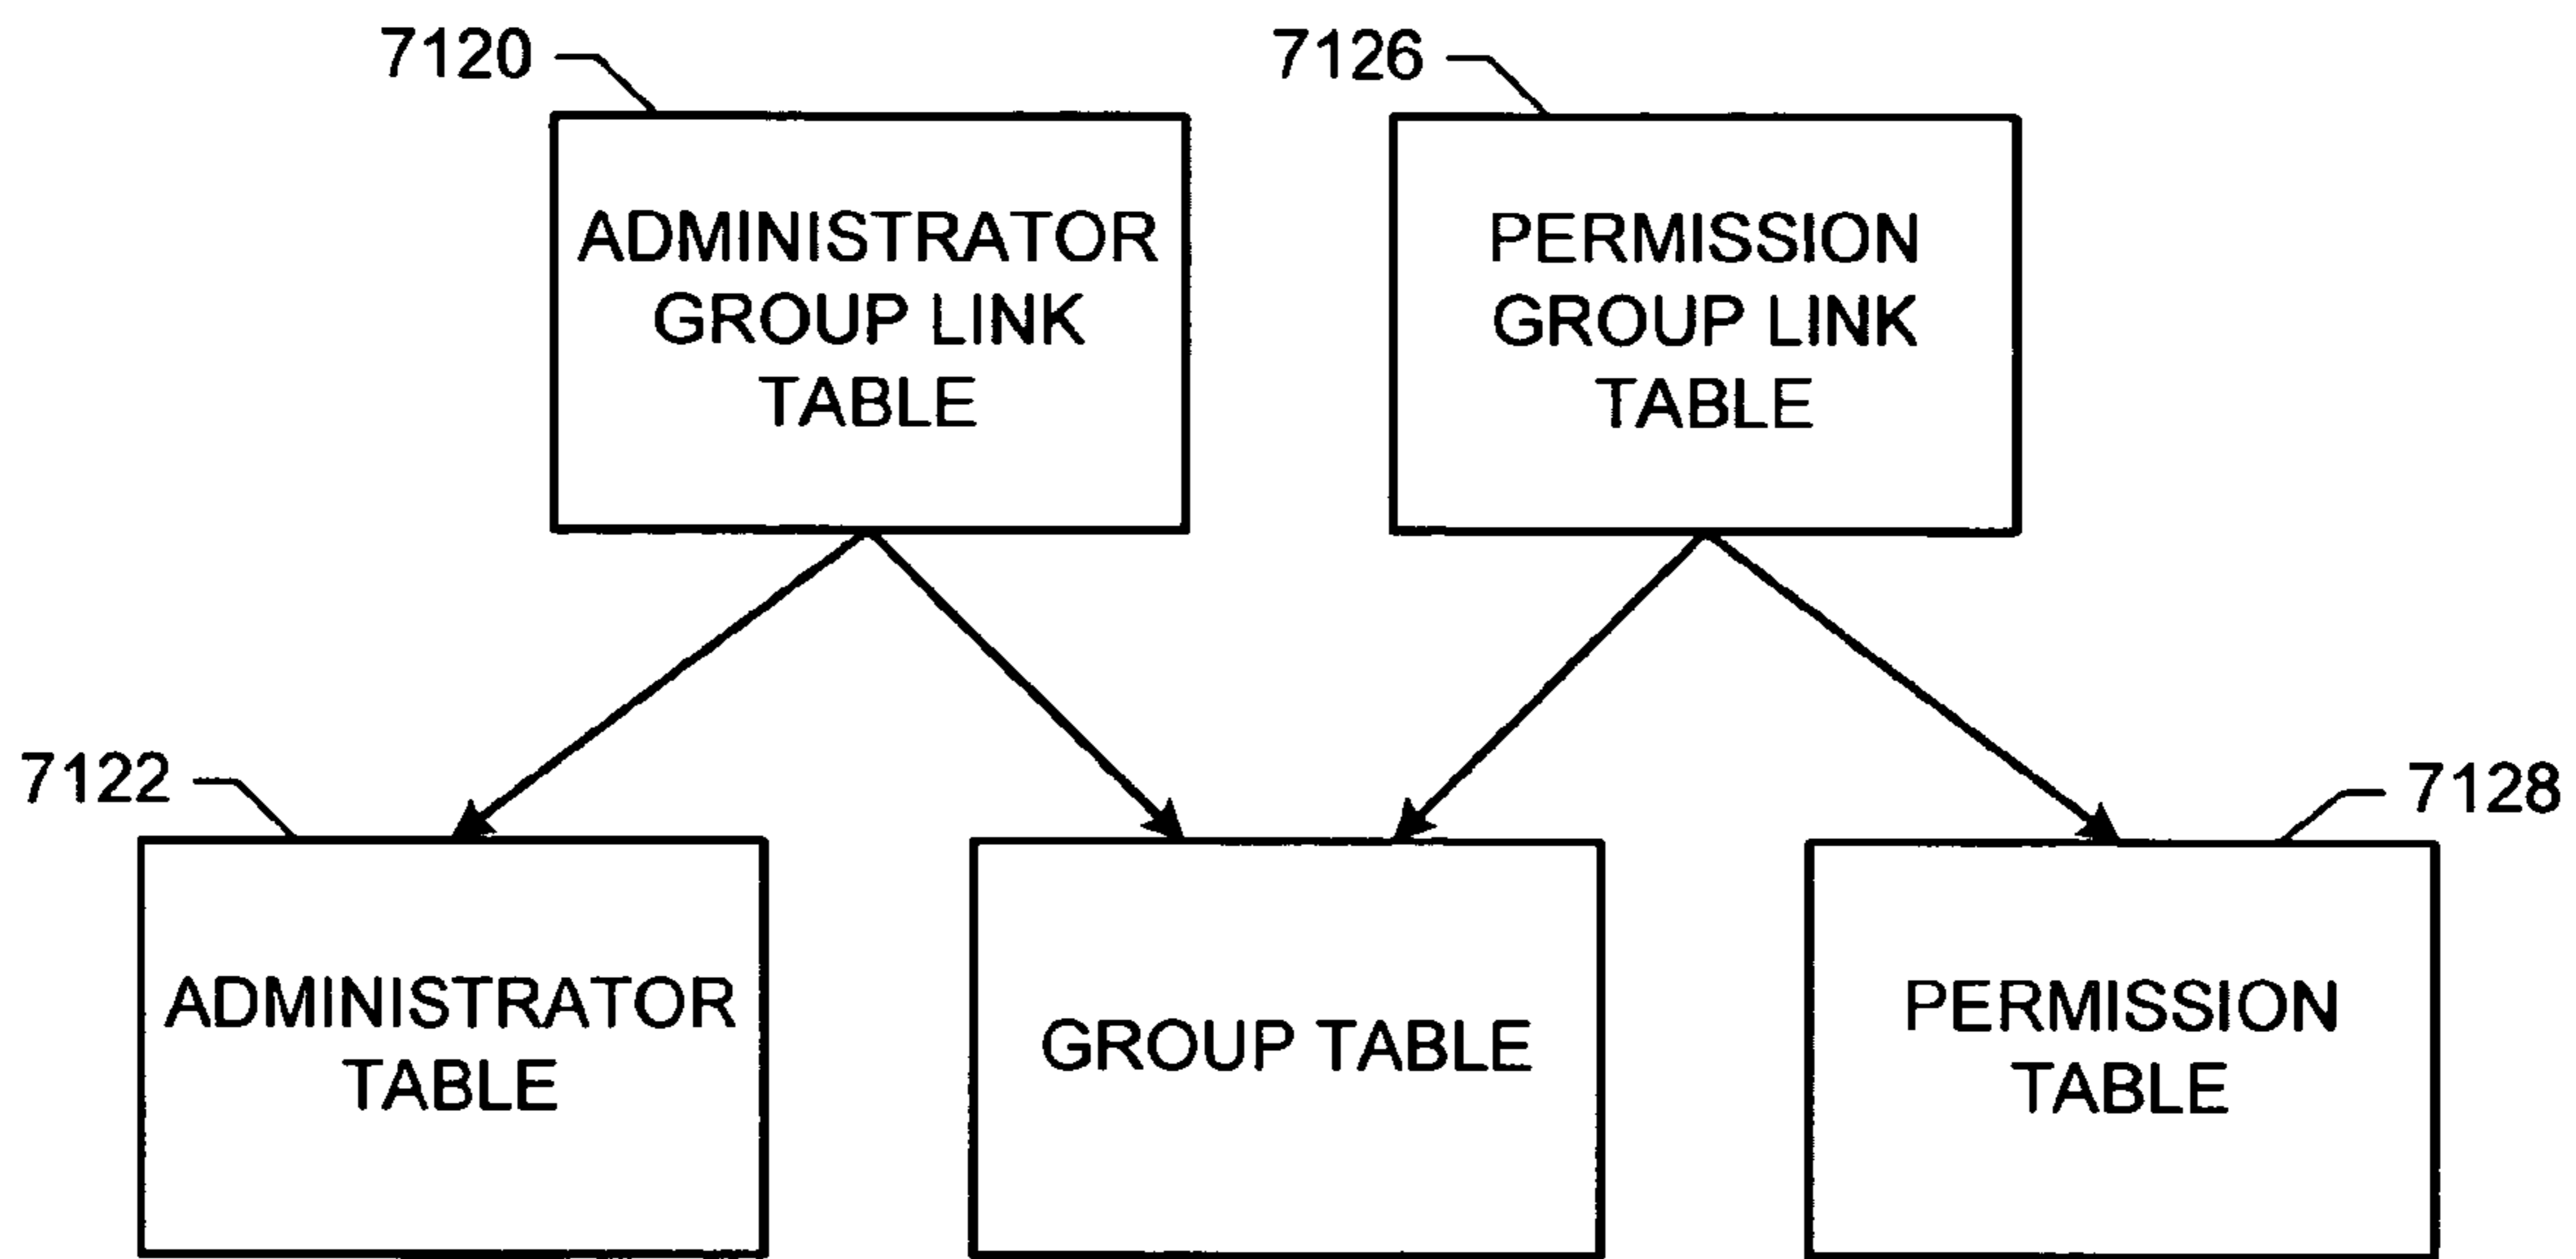 7120
7126
ADMINISTRATOR
GROUP LINK
TABLE
PERMISSION
GROUP LINK
TABLE
7122
7128
ADMINISTRATOR
TABLE
GROUP TABLE
PERMISSION
TABLE